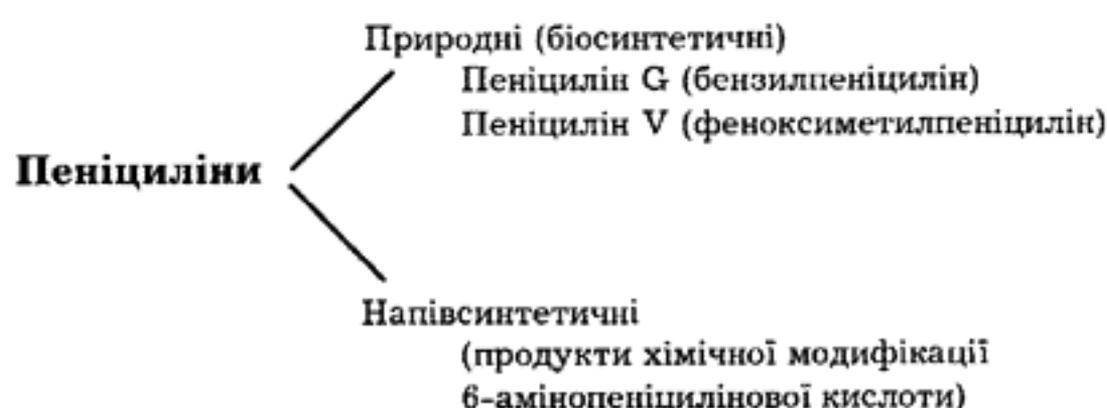 Природні (біосинтетичні)
Пеніцилін G (бензилпеніцилін)
Пеніцилін V (феноксиметилпеніцилін)
Пеніциліни
Напівсинтетичні
(продукти хімічної модифікації
6-амінопеніцилінової кислоти)